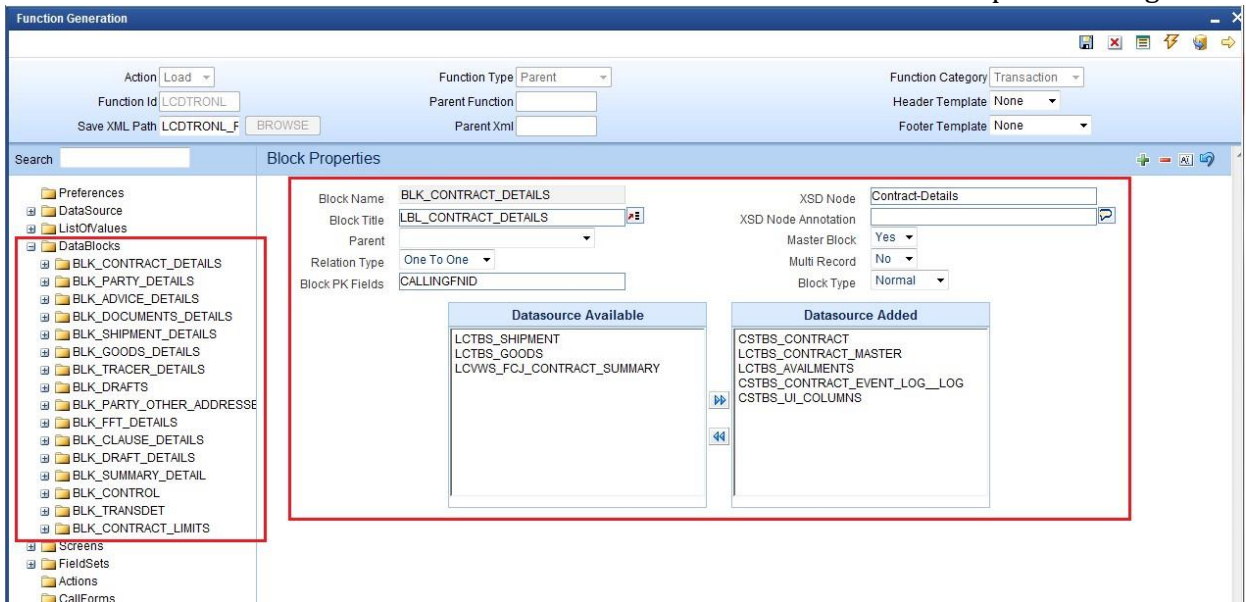 Function Generation
Action Load Function Type Parent Function Category Transaction
Function Id LCDTRONL Parent Function Header Template None
Save XML Path LCDTRONL_F BROWSE Parent Xml Footer Template None
Search Block Properties
Preferences
DataSource
ListOfValues
DataBlocks
BLK_CONTRACT_DETAILS
BLK_PARTY_DETAILS
BLK_ADVICE_DETAILS
BLK_DOCUMENTS_DETAILS
BLK_SHIPMENT_DETAILS
BLK_GOODS_DETAILS
BLK_TRACER_DETAILS
BLK_DRAFTS
BLK_PARTY_OTHER_ADDRESSE
BLK_FFT_DETAILS
BLK_CLAUSE_DETAILS
BLK_DRAFT_DETAILS
BLK_SUMMARY_DETAIL
BLK_CONTROL
BLK_TRANSDET
BLK_CONTRACT_LIMITS
Screens
FieldSets
Actions
CallForms
Block Name BLK_CONTRACT_DETAILS XSD Node Contract-Details
Block Title LBL_CONTRACT_DETAILS XSD Node Annotation
Parent Master Block Yes
Relation Type One To One Multi Record No
Block PK Fields CALLINGFNID Block Type Normal
Datasource Available
LCTBS_SHIPMENT
LCTBS_GOODS
LCVWS_FCJ_CONTRACT_SUMMARY
Datasource Added
CSTBS_CONTRACT
LCTBS_CONTRACT_MASTER
LCTBS_AVAILMENTS
CSTBS_CONTRACT_EVENT_LOG__LOG
CSTBS_UI_COLUMNS